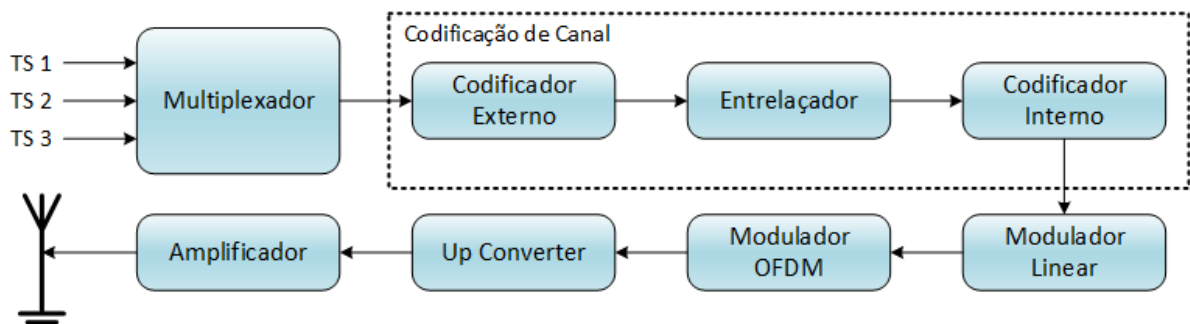 Codificação de Canal
TS 1
TS 2
TS 3
Multiplexador
Codificador
Externo
Entrelaçador
Codificador
Interno
Amplificador
Up Converter
Modulador
OFDM
Modulador
Linear